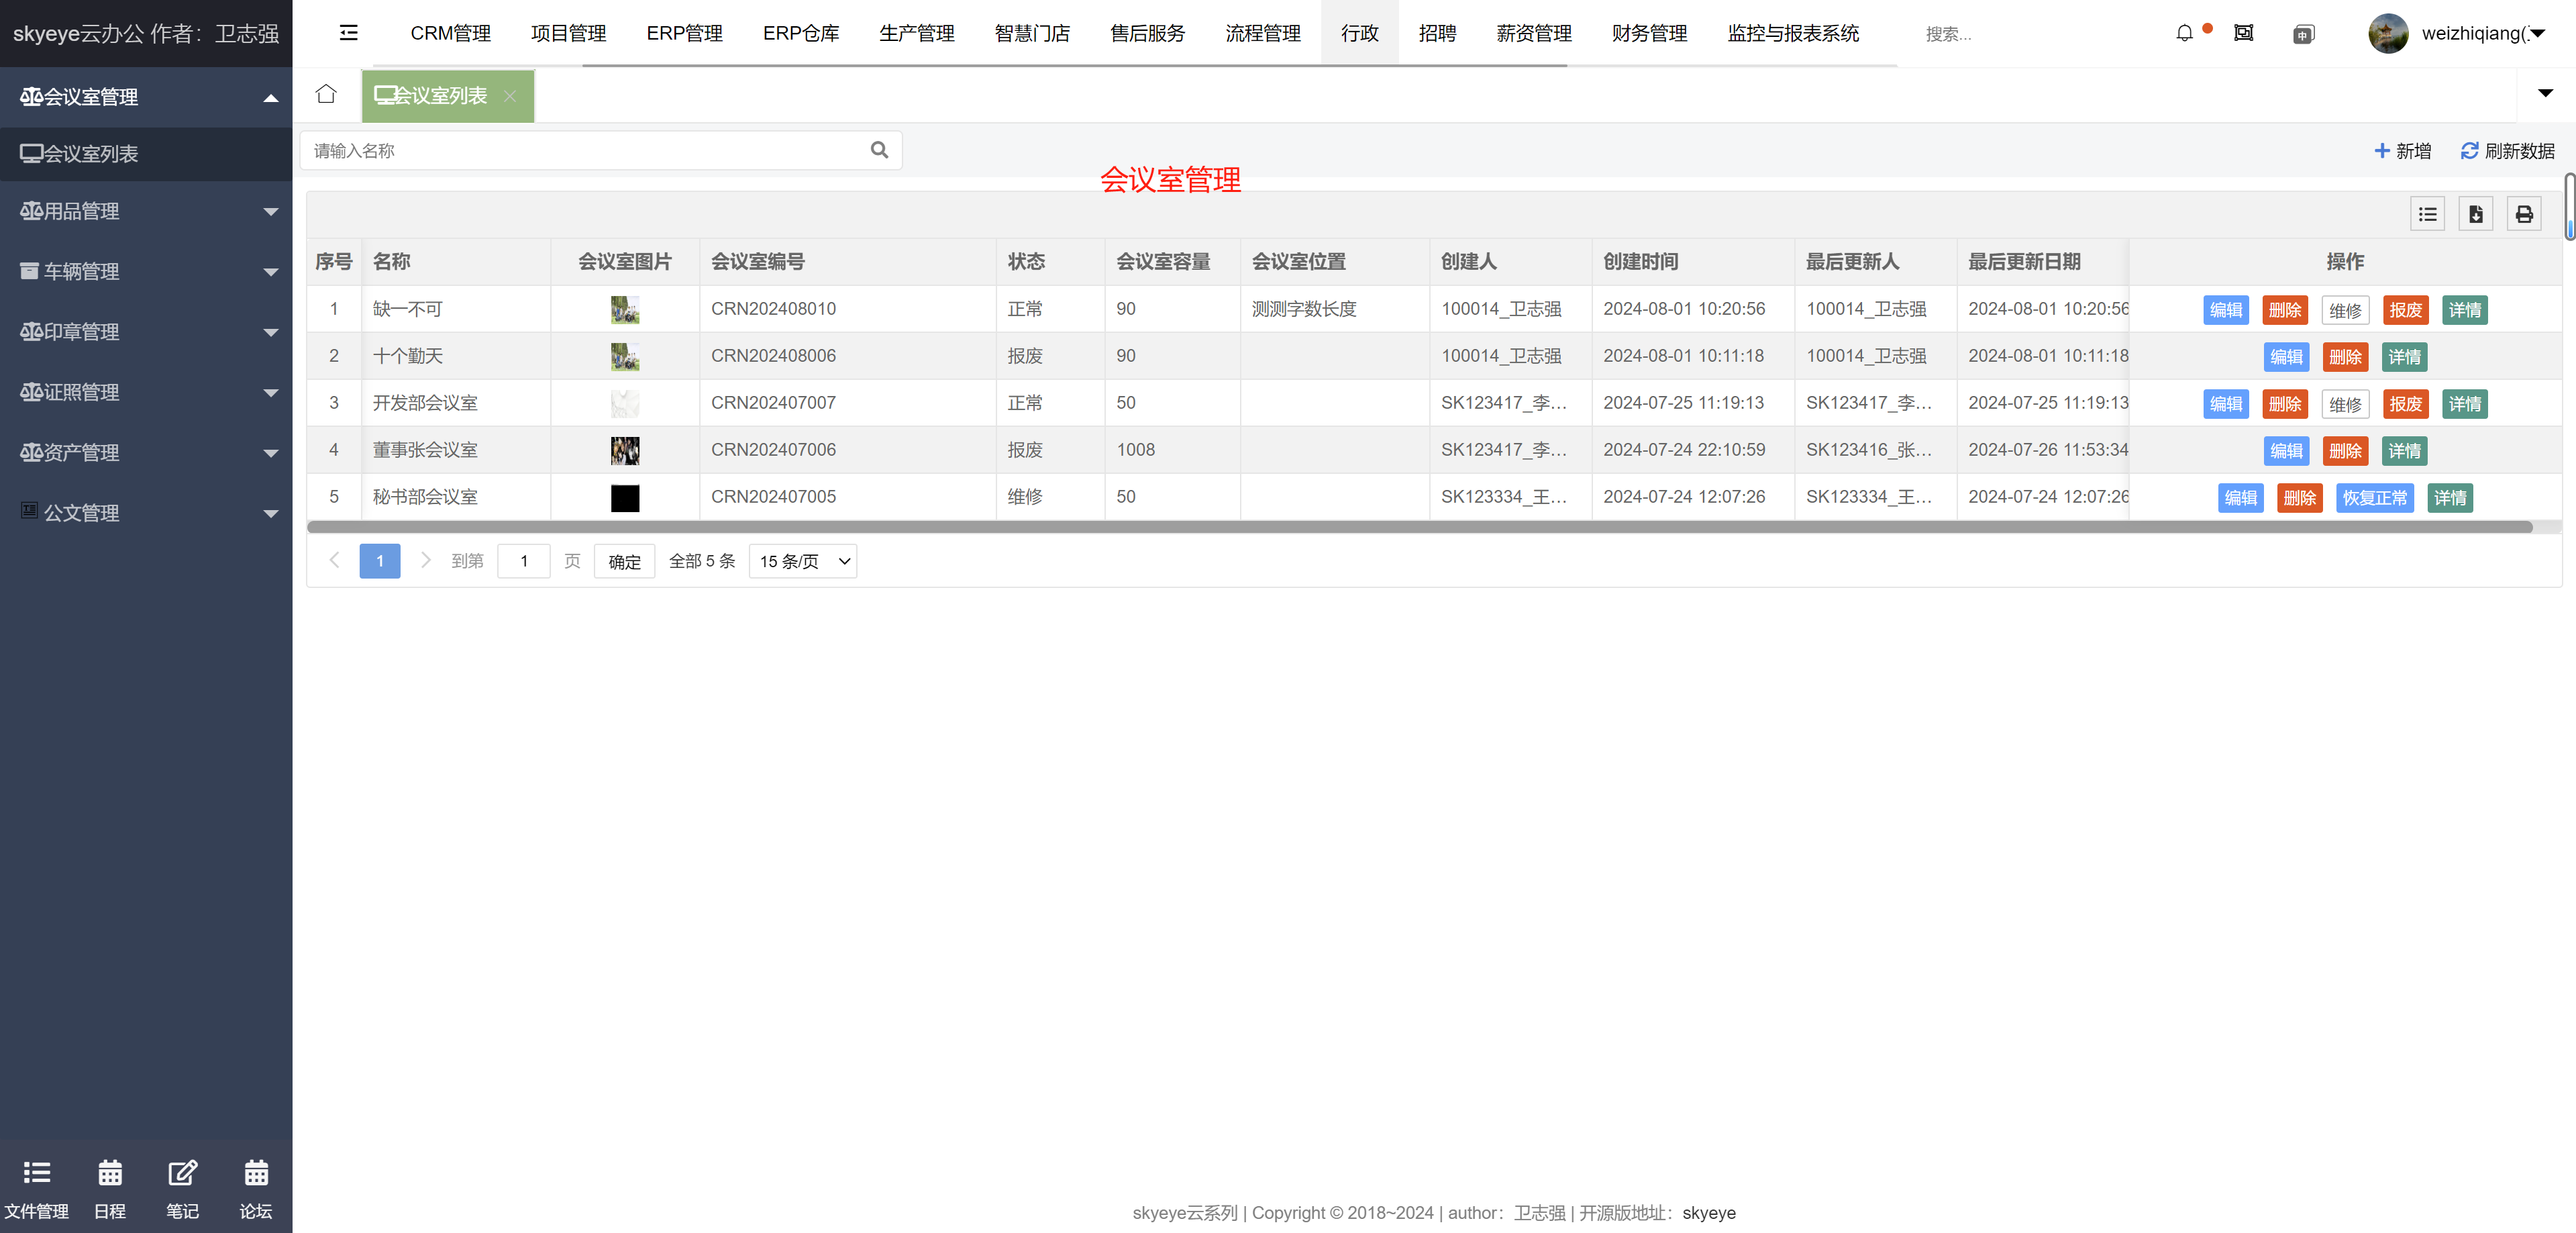 skyeye云办公 作者：卫志强
CRM管理 项目管理 ERP管理 ERP仓库 生产管理 智慧门店 售后服务 流程管理 行政 招聘 薪资管理 财务管理 监控与报表系统 搜索... 中 weizhiqiang(
会议室管理
会议室列表
用品管理
车辆管理
印章管理
证照管理
资产管理
公文管理
文件管理 日程 笔记 论坛
会议室列表
请输入名称 新增 刷新数据
会议室管理
序号 名称 会议室图片 会议室编号 状态 会议室容量 会议室位置 创建人 创建时间 最后更新人 最后更新日期 操作
1 缺一不可 CRN202408010 正常 90 测测字数长度 100014_卫志强 2024-08-01 10:20:56 100014_卫志强 2024-08-01 10:20:56 编辑 删除 维修 报废 详情
2 十个勤天 CRN202408006 报废 90 100014_卫志强 2024-08-01 10:11:18 100014_卫志强 2024-08-01 10:11:18 编辑 删除 详情
3 开发部会议室 CRN202407007 正常 50 SK123417_李... 2024-07-25 11:19:13 SK123417_李... 2024-07-25 11:19:13 编辑 删除 维修 报废 详情
4 董事张会议室 CRN202407006 报废 1008 SK123417_李... 2024-07-24 22:10:59 SK123416_张... 2024-07-26 11:53:34 编辑 删除 详情
5 秘书部会议室 CRN202407005 维修 50 SK123334_王... 2024-07-24 12:07:26 SK123334_王... 2024-07-24 12:07:26 编辑 删除 恢复正常 详情
1 到第 1 页 确定 全部 5 条 15 条/页
skyeye云系列 | Copyright © 2018~2024 | author：卫志强 | 开源版地址：skyeye